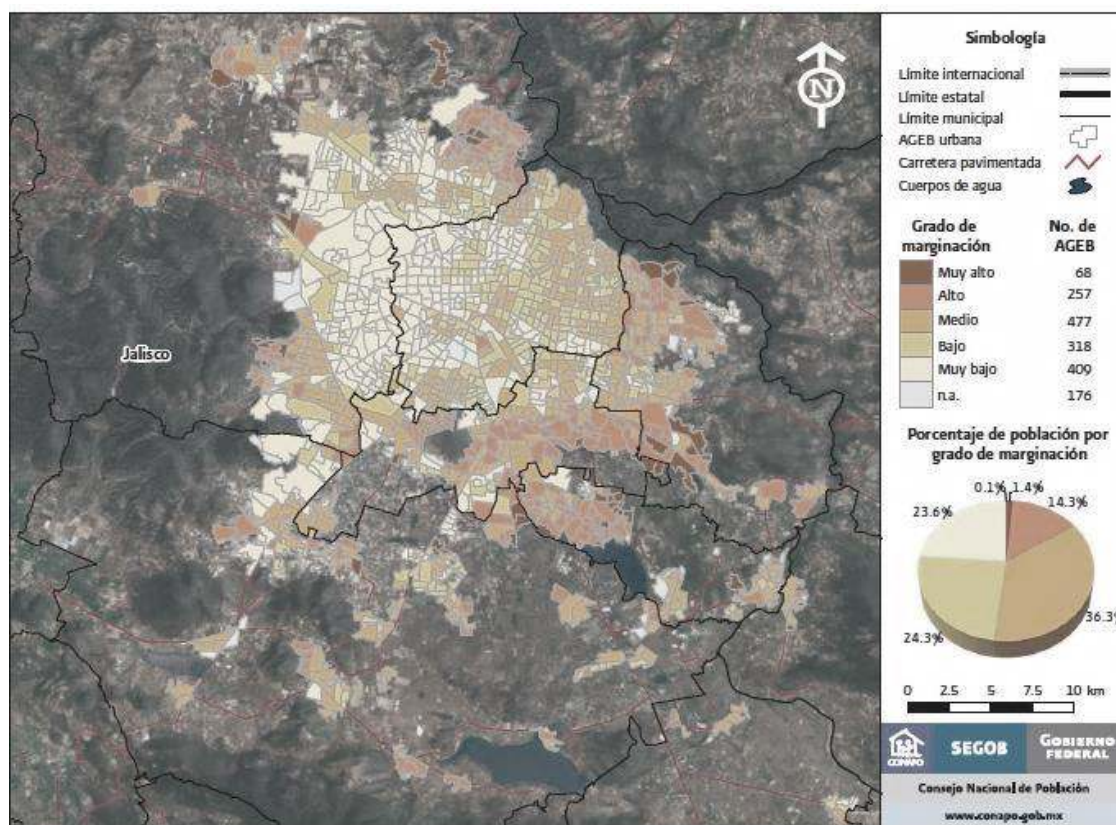 Jalisco
N
Simbología
Límite internacional
Límite estatal
Límite municipal
AGEB urbana
Carretera pavimentada
Cuerpos de agua
Grado de marginación No. de AGEB
Muy alto 68
Alto 257
Medio 477
Bajo 318
Muy bajo 409
n.a. 176
Porcentaje de población por
grado de marginación
0.1% 1.4%
14.3%
23.6%
24.3%
36.3%
0 2.5 5 7.5 10 km
CONAPO SEGOB GOBIERNO FEDERAL
Consejo Nacional de Población
www.conapo.gob.mx